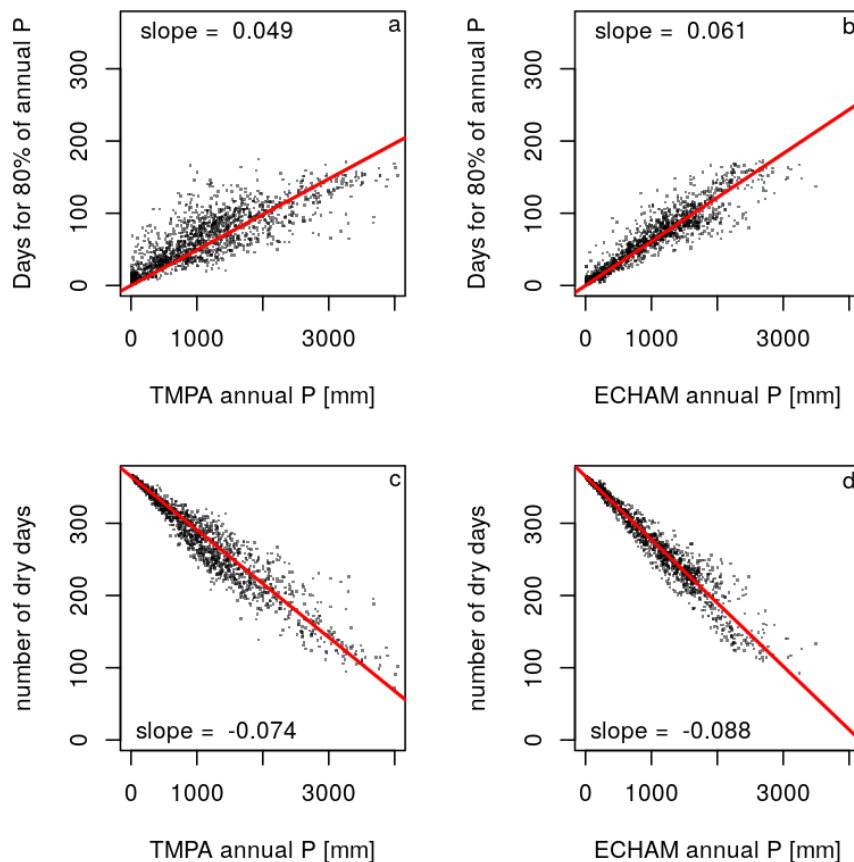 slope = 0.049
a
Days for 80% of annual P
0 100 200 300
0 1000 3000
TMPA annual P [mm]
slope = 0.061
b
Days for 80% of annual P
0 100 200 300
0 1000 3000
ECHAM annual P [mm]
c
number of dry days
0 100 200 300
slope = -0.074
0 1000 3000
TMPA annual P [mm]
d
number of dry days
0 100 200 300
slope = -0.088
0 1000 3000
ECHAM annual P [mm]